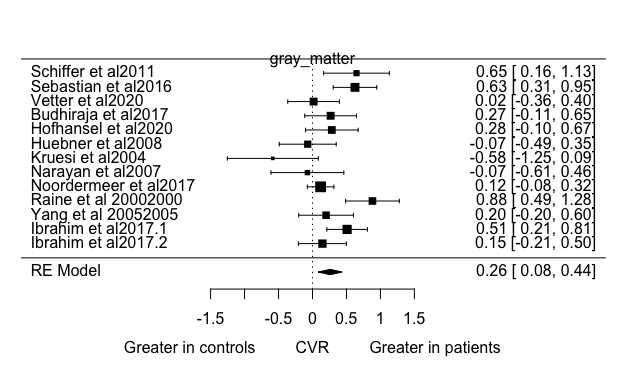 gray_matter
Schiffer et al2011 0.65 [ 0.16, 1.13]
Sebastian et al2016 0.63 [ 0.31, 0.95]
Vetter et al2020 0.02 [-0.36, 0.40]
Budhiraja et al2017 0.27 [-0.11, 0.65]
Hofhansel et al2020 0.28 [-0.10, 0.67]
Huebner et al2008 -0.07 [-0.49, 0.35]
Kruesi et al2004 -0.58 [-1.25, 0.09]
Narayan et al2007 -0.07 [-0.61, 0.46]
Noordermeer et al2017 0.12 [-0.08, 0.32]
Raine et al 20002000 0.88 [ 0.49, 1.28]
Yang et al 20052005 0.20 [-0.20, 0.60]
Ibrahim et al2017.1 0.51 [ 0.21, 0.81]
Ibrahim et al2017.2 0.15 [-0.21, 0.50]
RE Model 0.26 [ 0.08, 0.44]
-1.5 -0.5 0 0.5 1 1.5
Greater in controls CVR Greater in patients